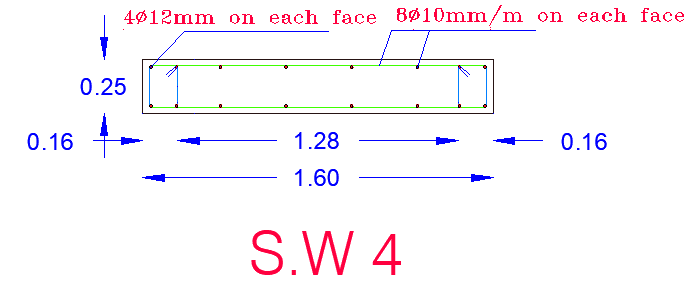 4Ø12mm on each face
8Ø10mm/m on each face
0.25
0.16
1.28
0.16
1.60
S.W 4